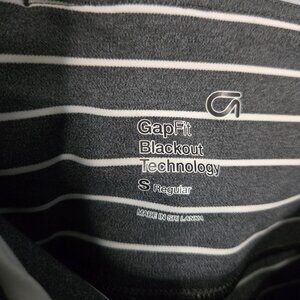 GapFit
Blackout
Technology
S Regular
MADE IN SRI LANKA